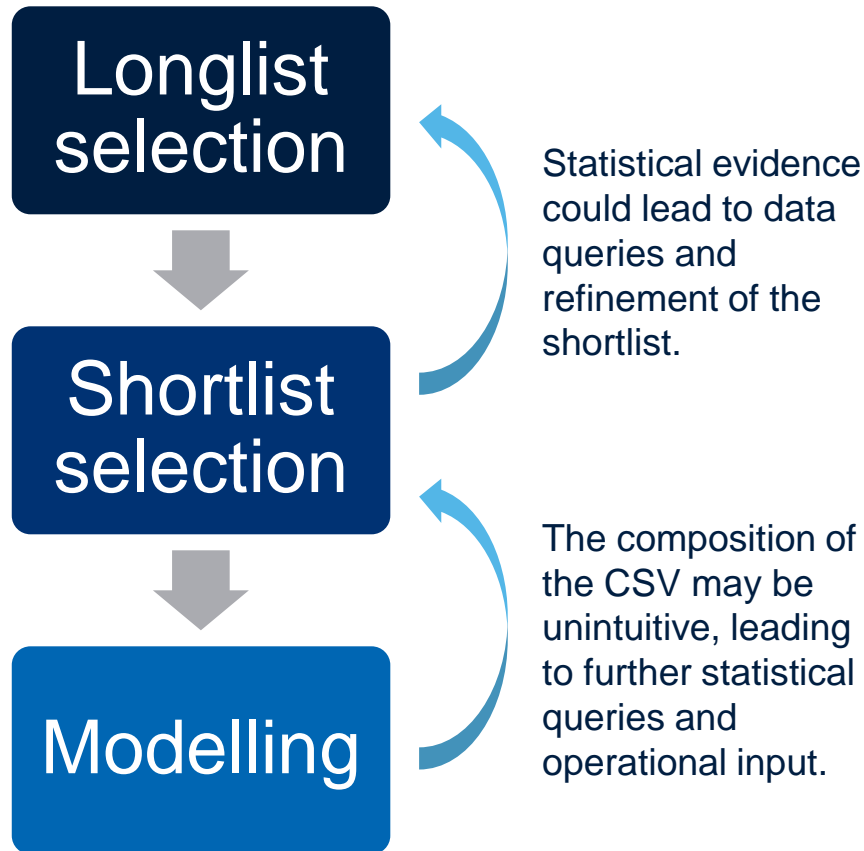 Longlist
selection
Statistical evidence
could lead to data
queries and
refinement of the
shortlist.
Shortlist
selection
The composition of
the CSV may be
unintuitive, leading
to further statistical
queries and
operational input.
Modelling